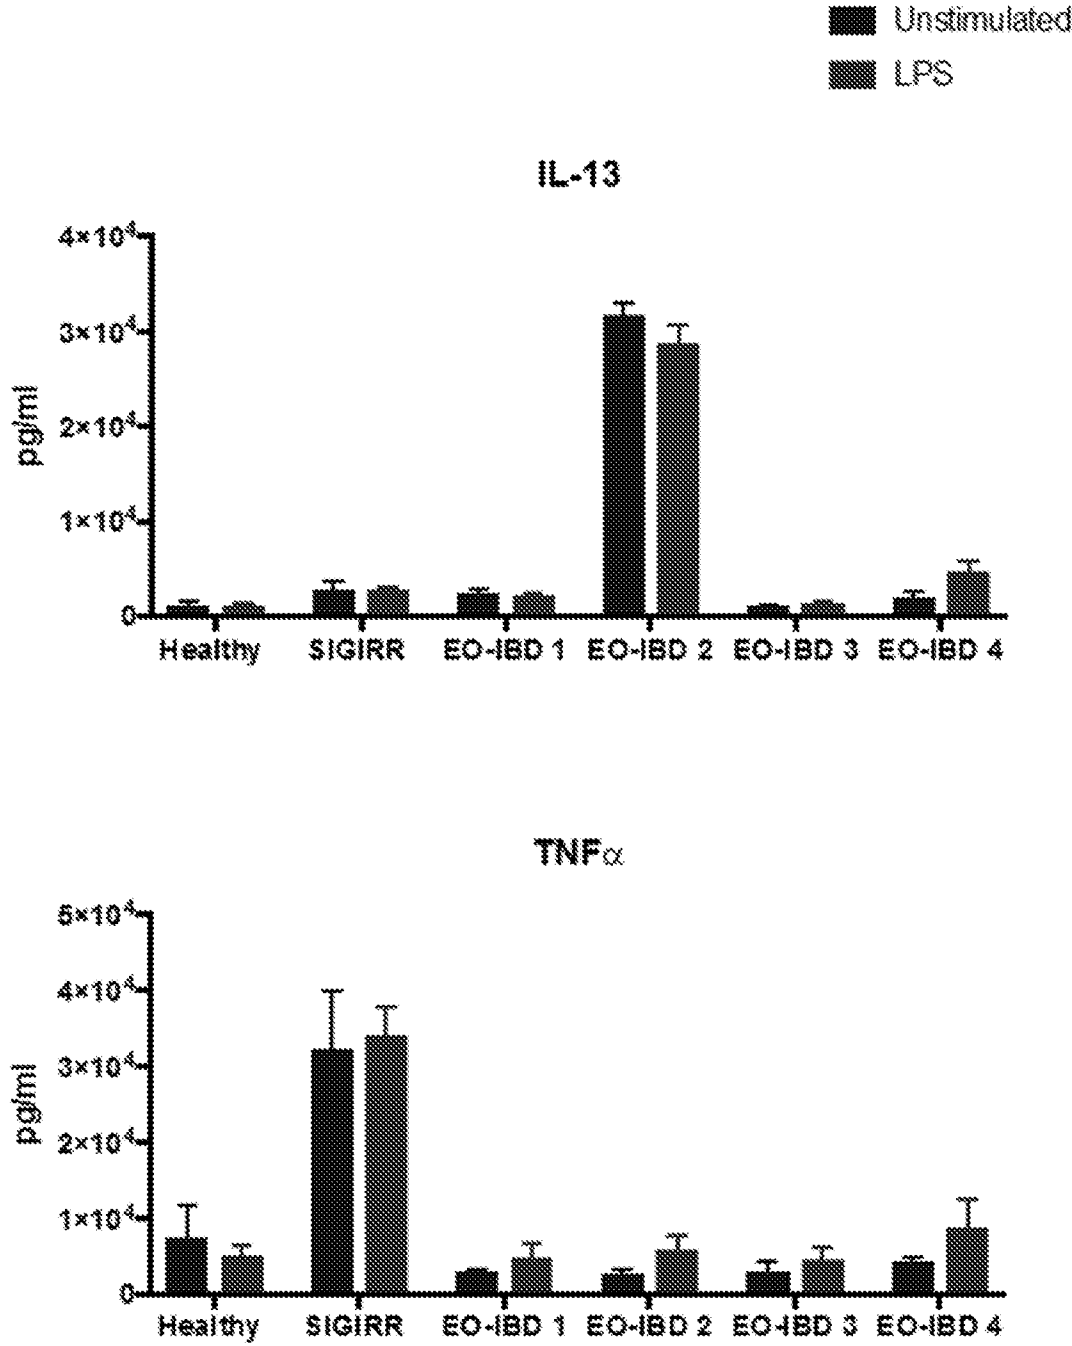 Unstimulated
LPS
IL-13
4×10⁴
3×10⁴
2×10⁴
1×10⁴
0
pg/ml
Healthy SIGIRR EO-IBD 1 EO-IBD 2 EO-IBD 3 EO-IBD 4
TNFα
5×10⁴
4×10⁴
3×10⁴
2×10⁴
1×10⁴
0
pg/ml
Healthy SIGIRR EO-IBD 1 EO-IBD 2 EO-IBD 3 EO-IBD 4